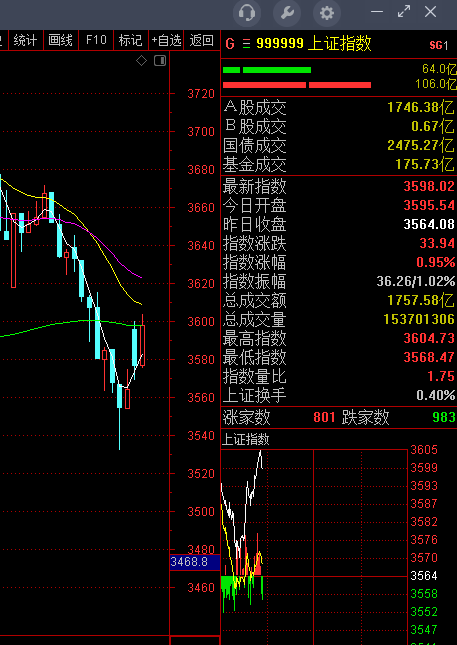 统计 画线 F10 标记 +自选 返回
G 999999 上证指数 SG1
64.0亿
106.0亿
A股成交 1746.38亿
B股成交 0.67亿
国债成交 2475.27亿
基金成交 175.73亿
最新指数 3598.02
今日开盘 3595.54
昨日收盘 3564.08
指数涨跌 33.94
指数涨幅 0.95%
指数振幅 36.26/1.02%
总成交额 1757.58亿
总成交量 153701306
最高指数 3604.73
最低指数 3568.47
指数量比 1.75
上证换手 0.40%
涨家数 801 跌家数 983
上证指数
3605
3599
3593
3587
3582
3576
3570
3564
3558
3552
3547
3720
3700
3680
3660
3640
3620
3600
3580
3560
3540
3520
3500
3480
3468.8
3460